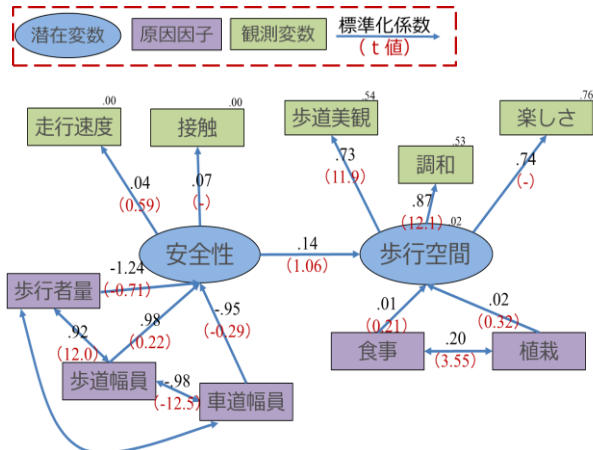 潜在変数
原因因子
観測変数
標準化係数
（ｔ値）
.00
走行速度
.00
接触
.54
歩道美観
.53
調和
.76
楽しさ
.04
(0.59)
.07
(-)
.73
(11.9)
.87
(12.1)
.74
(-)
.02
安全性
.14
(1.06)
歩行空間
歩行者量
-1.24
(-0.71)
.92
(12.0)
.98
(0.22)
-.95
(-0.29)
.01
(0.21)
.02
(0.32)
食事
.20
(3.55)
植栽
歩道幅員
-.98
(-12.5)
車道幅員